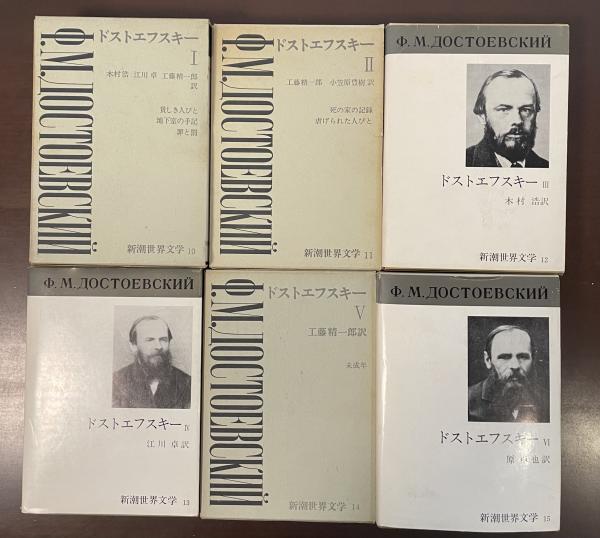 Ф.М.ДОСТОЕВСКИЙ
ドストエフスキー
I
木村浩 江川卓 工藤精一郎
訳
貧しき人びと
地下室の手記
罪と罰
新潮世界文学 10
Ф.М.ДОСТОЕВСКИЙ
ドストエフスキー
II
工藤精一郎 小笠原豊樹 訳
死の家の記録
虐げられた人びと
新潮世界文学 11
Ф.М.ДОСТОЕВСКИЙ
ドストエフスキー III
木村 浩訳
新潮世界文学 12
Ф.М.ДОСТОЕВСКИЙ
ドストエフスキー IV
江川 卓訳
新潮世界文学 13
Ф.М.ДОСТОЕВСКИЙ
ドストエフスキー
V
工藤精一郎訳
未成年
新潮世界文学 14
Ф.М.ДОСТОЕВСКИЙ
ドストエフスキー VI
原 也訳
新潮世界文学 15